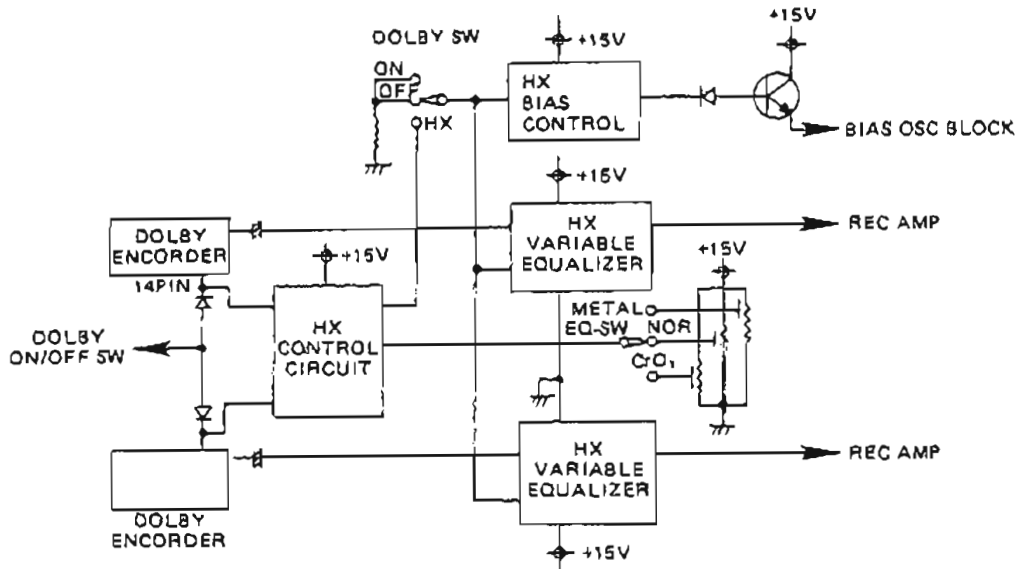 DOLBY SW
+15V
+15V
ON
OFF
HX
HX
BIAS
CONTROL
BIAS OSC BLOCK
+15V
DOLBY
ENCORDER
14PIN
+15V
HX
VARIABLE
EQUALIZER
REC AMP
+15V
DOLBY
ON/OFF SW
HX
CONTROL
CIRCUIT
METAL
EQ-SW NOR
CrO₂
HX
VARIABLE
EQUALIZER
REC AMP
DOLBY
ENCORDER
+15V